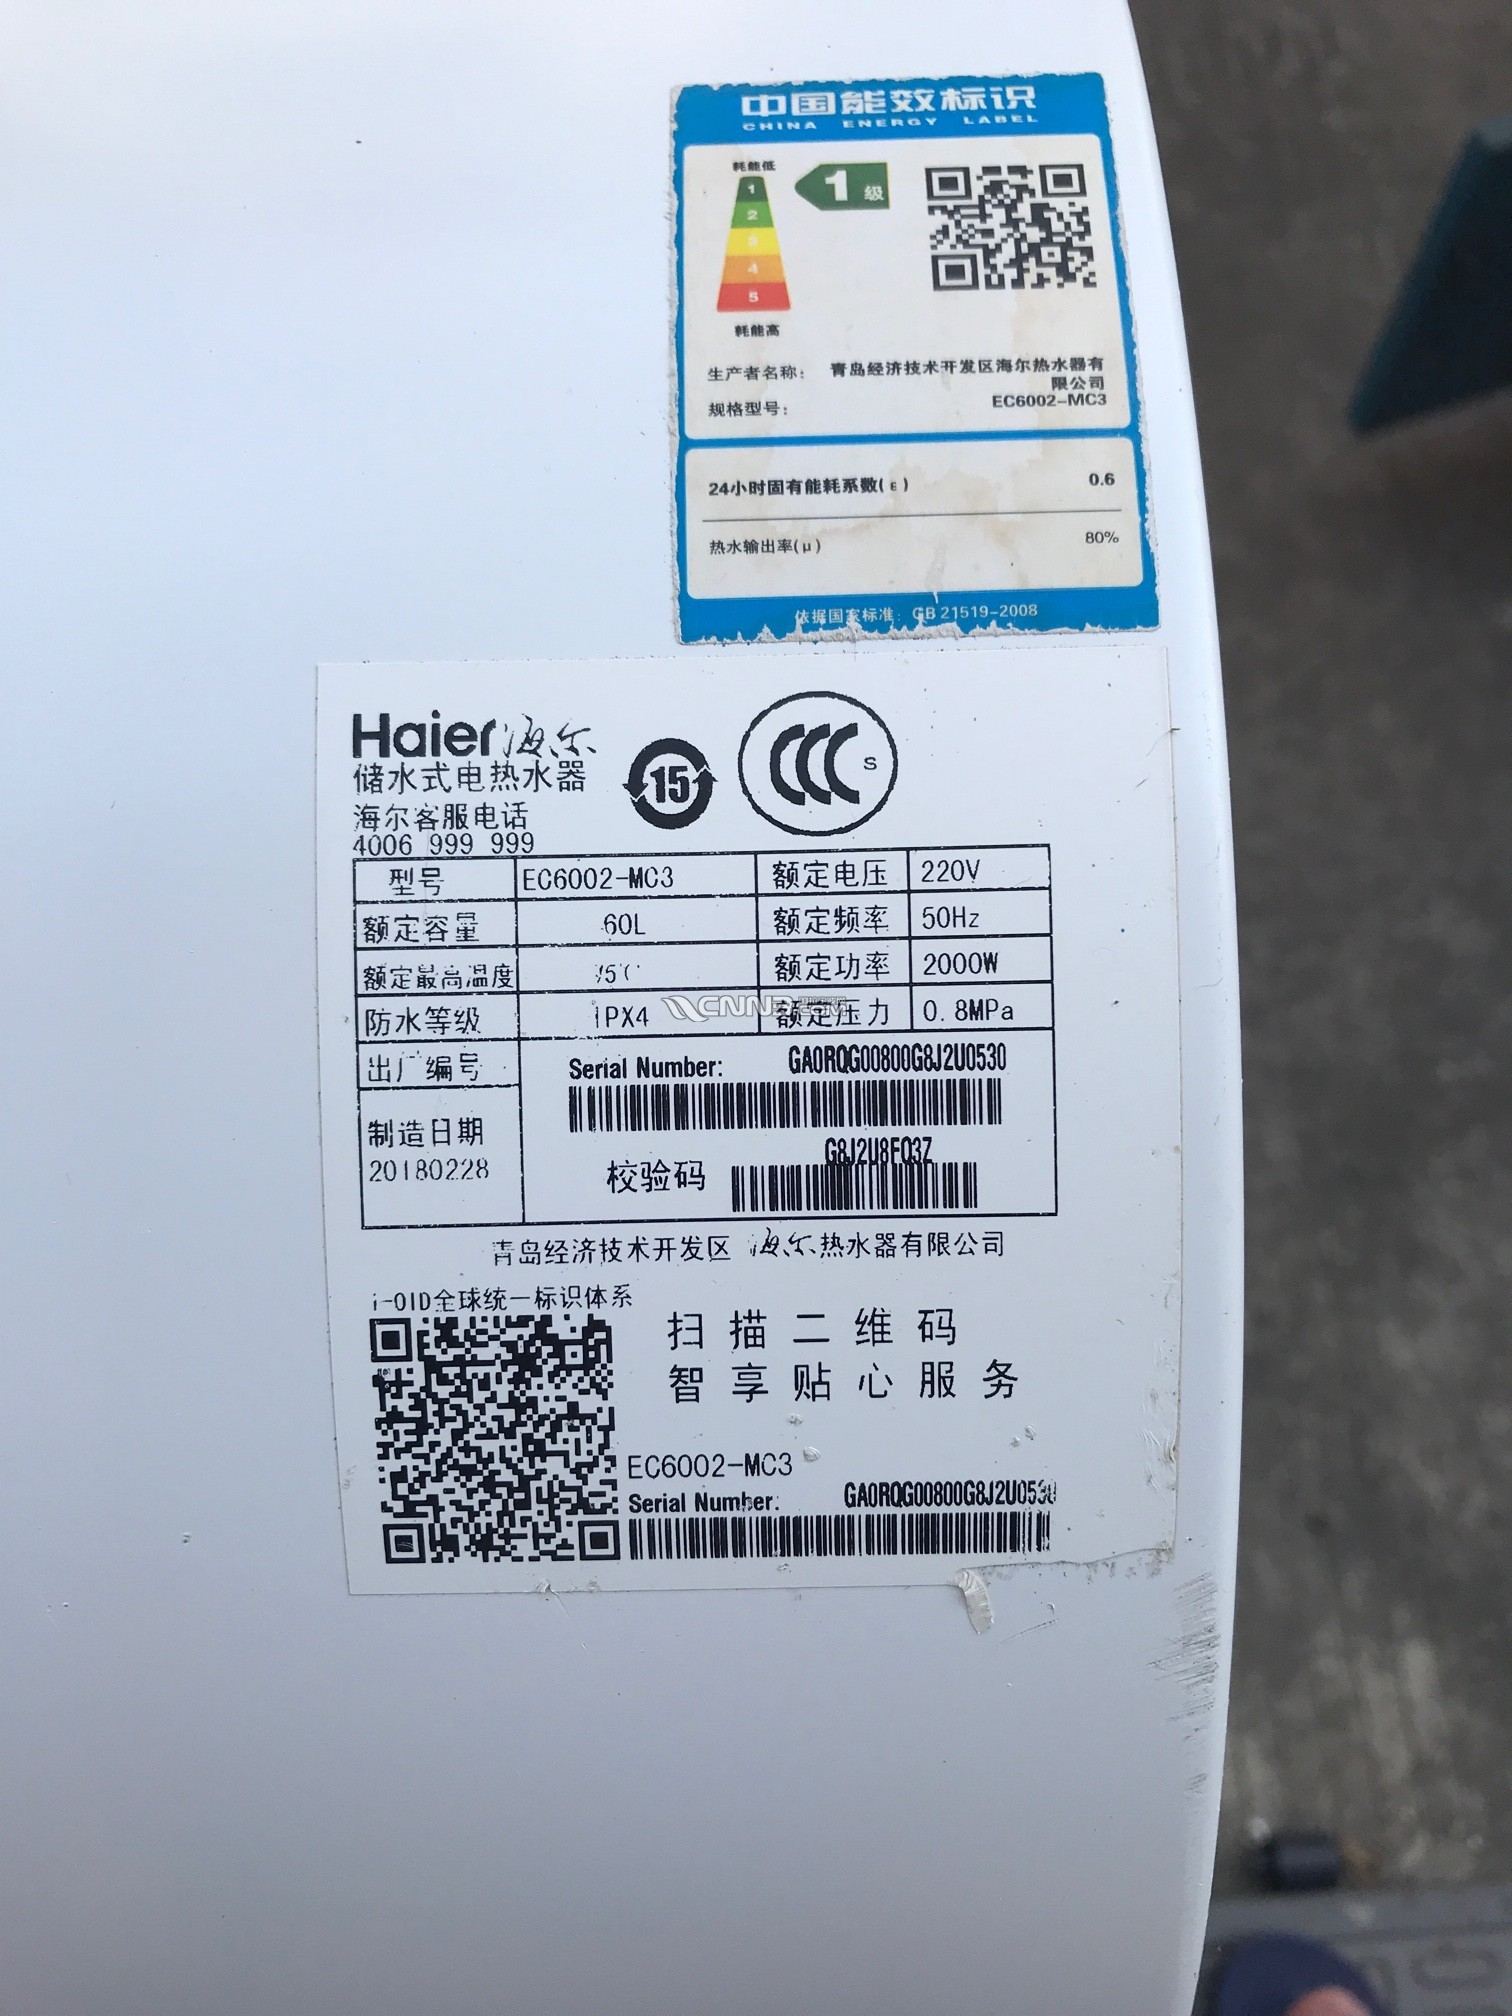 中国能效标识
CHINA ENERGY LABEL
耗能低
1
2
3
4
5
耗能高
1 级
生产者名称： 青岛经济技术开发区海尔热水器有
限公司
规格型号： EC6002-MC3
24小时固有能耗系数(ε) 0.6
热水输出率(μ) 80%
依据国家标准：GB 21519-2008
Haier 海尔
储水式电热水器
海尔客服电话
4006 999 999
15
CCC S
型号 EC6002-MC3 额定电压 220V
额定容量 60L 额定频率 50Hz
额定最高温度 75℃ 额定功率 2000W
防水等级 IPX4 额定压力 0.8MPa
出厂编号 Serial Number: GA0RQG00800G8J2U0530
制造日期
20180228
校验码 G8J2U8FQ3Z
青岛经济技术开发区 海尔热水器有限公司
i-OID全球统一标识体系
扫描二维码
智享贴心服务
EC6002-MC3
Serial Number: GA0RQG00800G8J2U0530